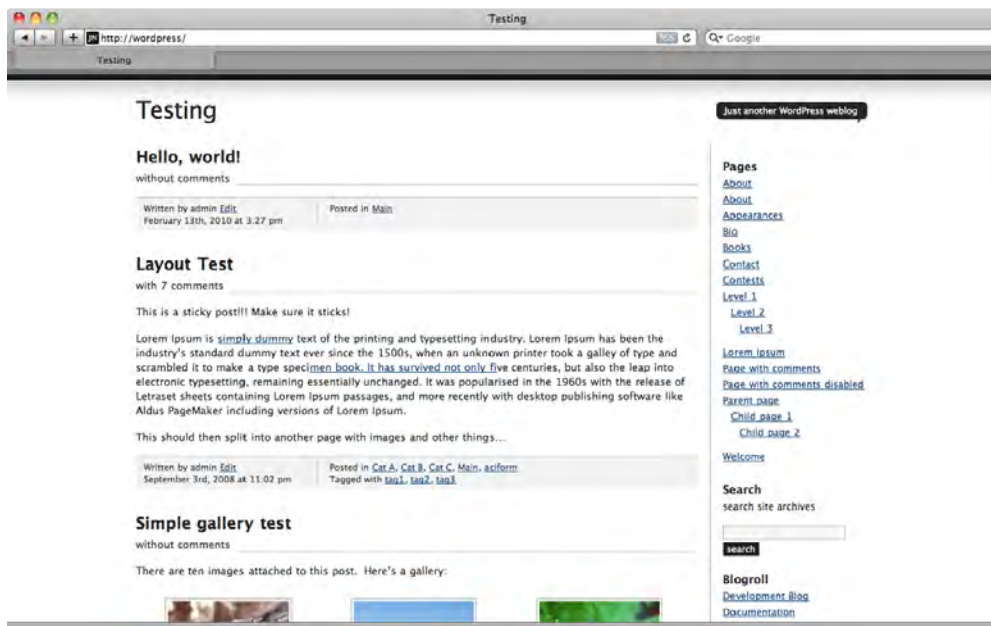 Testing
http://wordpress/
Google
Testing
Testing
Just another WordPress weblog
Hello, world!
without comments
Written by admin Edit
February 13th, 2010 at 3.27 pm
Posted in Main
Layout Test
with 7 comments
This is a sticky post!!! Make sure it sticks!
Lorem Ipsum is simply dummy text of the printing and typesetting industry. Lorem Ipsum has been the
industry's standard dummy text ever since the 1500s, when an unknown printer took a galley of type and
scrambled it to make a type specimen book. It has survived not only five centuries, but also the leap into
electronic typesetting, remaining essentially unchanged. It was popularised in the 1960s with the release of
Letraset sheets containing Lorem Ipsum passages, and more recently with desktop publishing software like
Aldus PageMaker including versions of Lorem Ipsum.
This should then split into another page with images and other things...
Written by admin Edit
September 3rd, 2008 at 11:02 pm
Posted in Cat A, Cat B, Cat C, Main, aciform
Tagged with tag1, tag2, tag3
Simple gallery test
without comments
There are ten images attached to this post. Here's a gallery:
Pages
About
About
Appearances
Bio
Books
Contact
Contests
Level 1
Level 2
Level 3
Lorem Ipsum
Page with comments
Page with comments disabled
Parent page
Child page 1
Child page 2
Welcome
Search
search site archives
search
Blogroll
Development Blog
Documentation